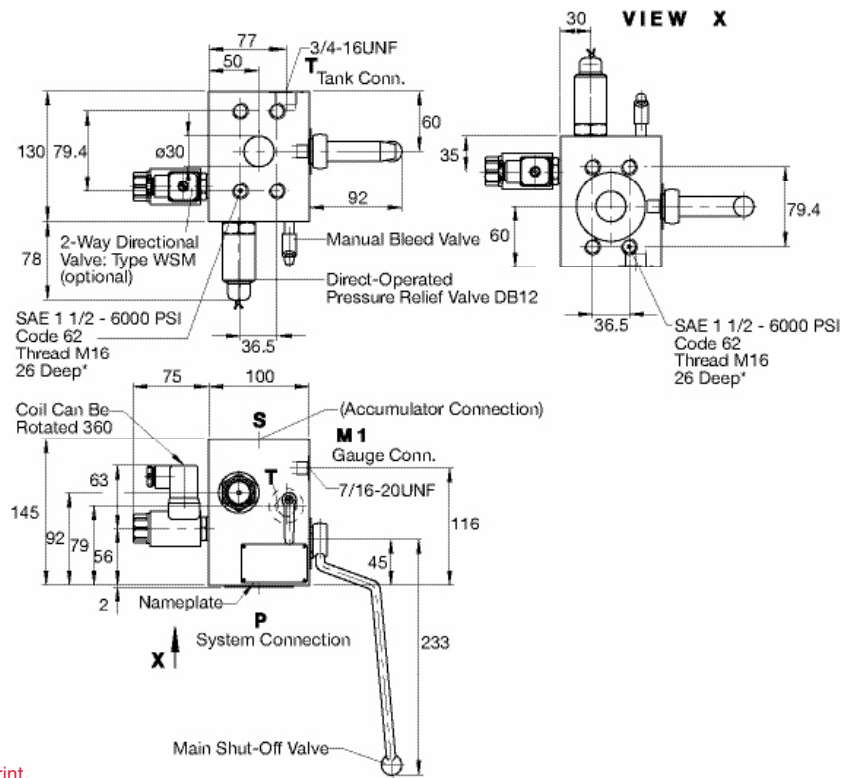 VIEW X
77
50
3/4-16UNF
T
Tank Conn.
30
130
79.4
ø30
60
92
35
60
79.4
78
2-Way Directional
Valve: Type WSM
(optional)
Manual Bleed Valve
Direct-Operated
Pressure Relief Valve DB12
SAE 1 1/2 - 6000 PSI
Code 62
Thread M16
26 Deep*
36.5
36.5
SAE 1 1/2 - 6000 PSI
Code 62
Thread M16
26 Deep*
75
100
Coil Can Be
Rotated 360
S
(Accumulator Connection)
M1
Gauge Conn.
T
7/16-20UNF
63
145
92
79
56
2
116
45
233
Nameplate
P
System Connection
X
Main Shut-Off Valve